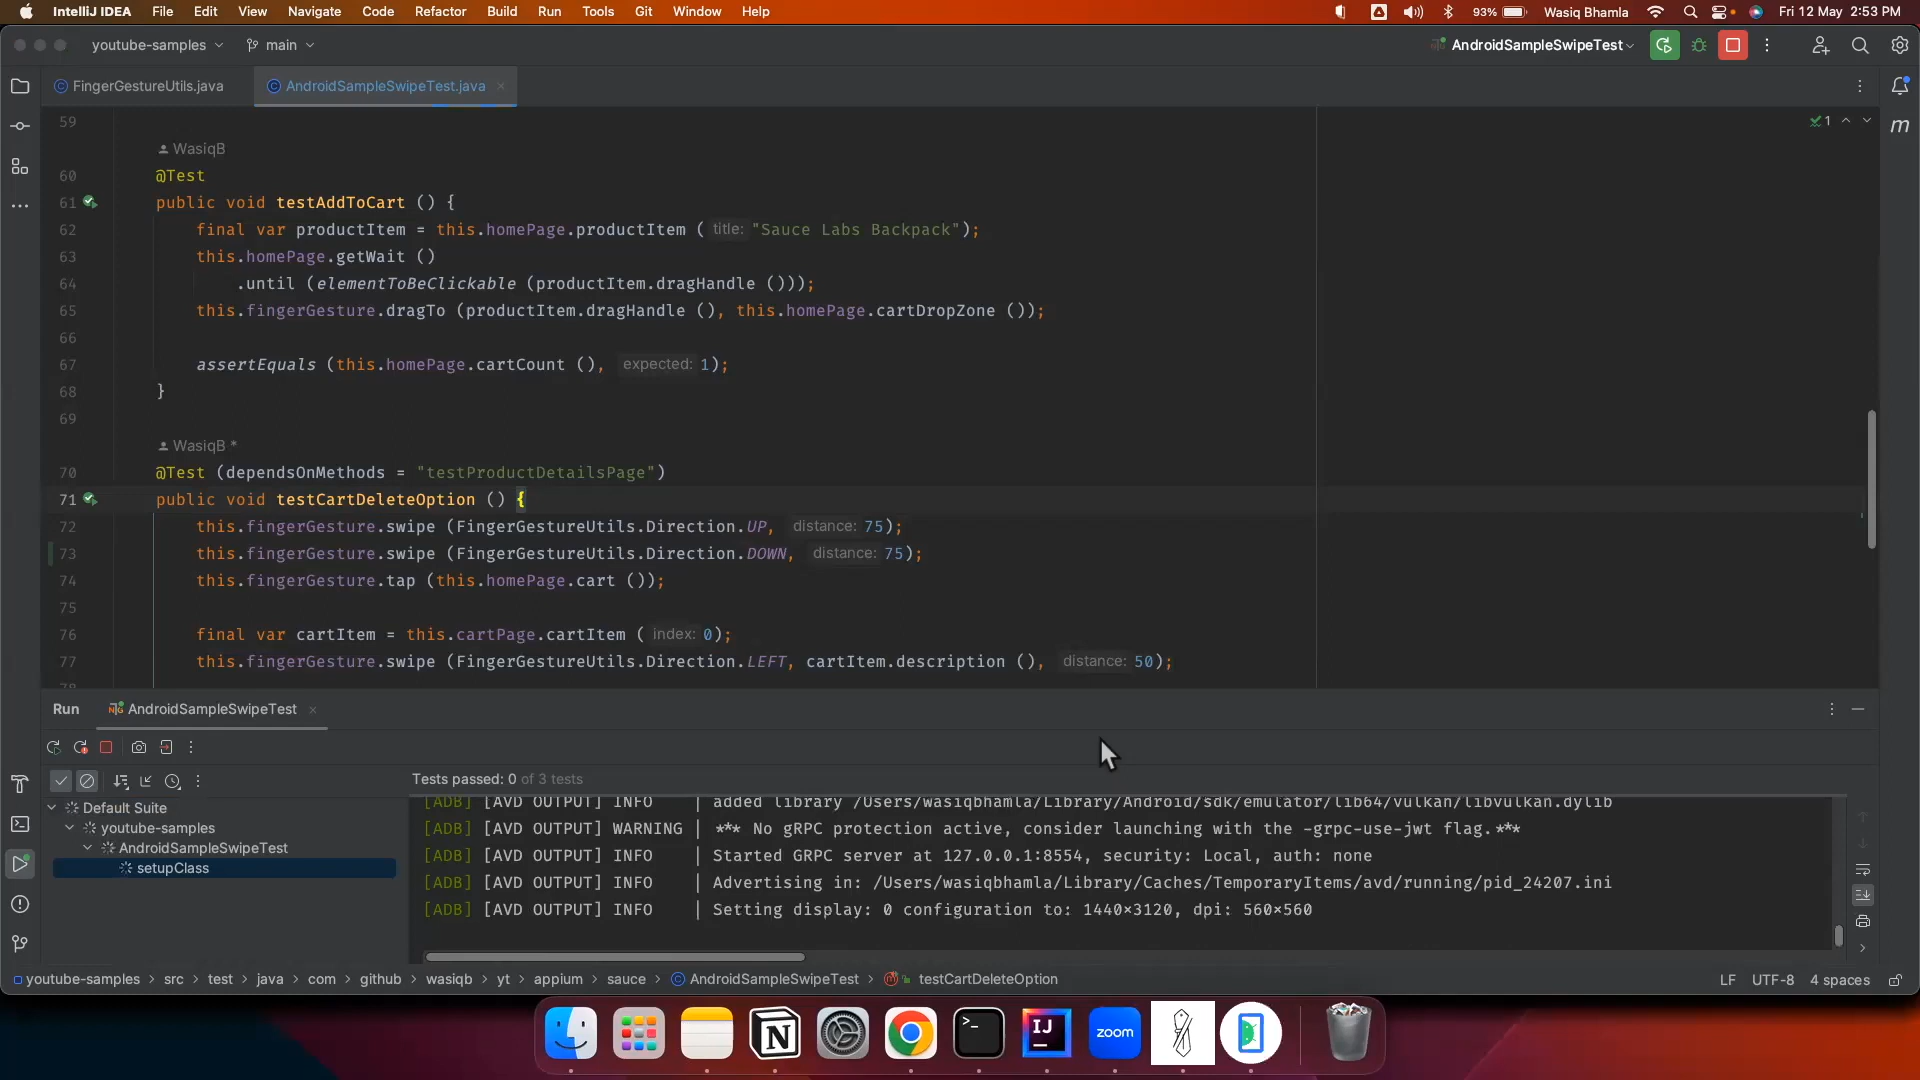 IntelliJ IDEA File Edit View Navigate Code Refactor Build Run Tools Git Window Help 93% Wasiq Bhamla Fri 12 May 2:53 PM
youtube-samples main AndroidSampleSwipeTest
FingerGestureUtils.java AndroidSampleSwipeTest.java
59
1
WasiqB
60 @Test
61 public void testAddToCart () {
62 final var productItem = this.homePage.productItem ( title: "Sauce Labs Backpack");
63 this.homePage.getWait ()
64 .until (elementToBeClickable (productItem.dragHandle ()));
65 this.fingerGesture.dragTo (productItem.dragHandle (), this.homePage.cartDropZone ());
66
67 assertEquals (this.homePage.cartCount (), expected: 1);
68 }
69
WasiqB *
70 @Test (dependsOnMethods = "testProductDetailsPage")
71 public void testCartDeleteOption () {
72 this.fingerGesture.swipe (FingerGestureUtils.Direction.UP, distance: 75);
73 this.fingerGesture.swipe (FingerGestureUtils.Direction.DOWN, distance: 75);
74 this.fingerGesture.tap (this.homePage.cart ());
75
76 final var cartItem = this.cartPage.cartItem ( index: 0);
77 this.fingerGesture.swipe (FingerGestureUtils.Direction.LEFT, cartItem.description (), distance: 50);
Run AndroidSampleSwipeTest
Tests passed: 0 of 3 tests
Default Suite
youtube-samples
AndroidSampleSwipeTest
setupClass
[ADB] [AVD OUTPUT] INFO | added library /Users/wasiqbhamla/Library/Android/sdk/emulator/lib64/vulkan/libvulkan.dylib
[ADB] [AVD OUTPUT] WARNING | *** No gRPC protection active, consider launching with the -grpc-use-jwt flag.***
[ADB] [AVD OUTPUT] INFO | Started GRPC server at 127.0.0.1:8554, security: Local, auth: none
[ADB] [AVD OUTPUT] INFO | Advertising in: /Users/wasiqbhamla/Library/Caches/TemporaryItems/avd/running/pid_24207.ini
[ADB] [AVD OUTPUT] INFO | Setting display: 0 configuration to: 1440×3120, dpi: 560×560
youtube-samples > src > test > java > com > github > wasiqb > yt > appium > sauce > AndroidSampleSwipeTest > testCartDeleteOption LF UTF-8 4 spaces
IJ zoom